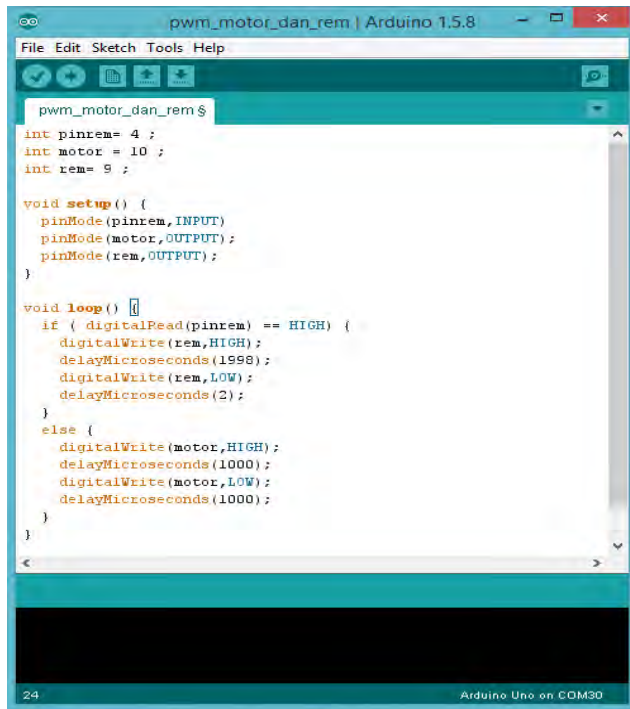 pwm_motor_dan_rem | Arduino 1.5.8
File Edit Sketch Tools Help
pwm_motor_dan_rem §
int pinrem= 4 ;
int motor = 10 ;
int rem= 9 ;
void setup() {
pinMode(pinrem,INPUT)
pinMode(motor,OUTPUT);
pinMode(rem,OUTPUT);
}
void loop() {
if ( digitalRead(pinrem) == HIGH) {
digitalWrite(rem,HIGH);
delayMicroseconds(1998);
digitalWrite(rem,LOW);
delayMicroseconds(2);
}
else {
digitalWrite(motor,HIGH);
delayMicroseconds(1000);
digitalWrite(motor,LOW);
delayMicroseconds(1000);
}
}
24 Arduino Uno on COM30